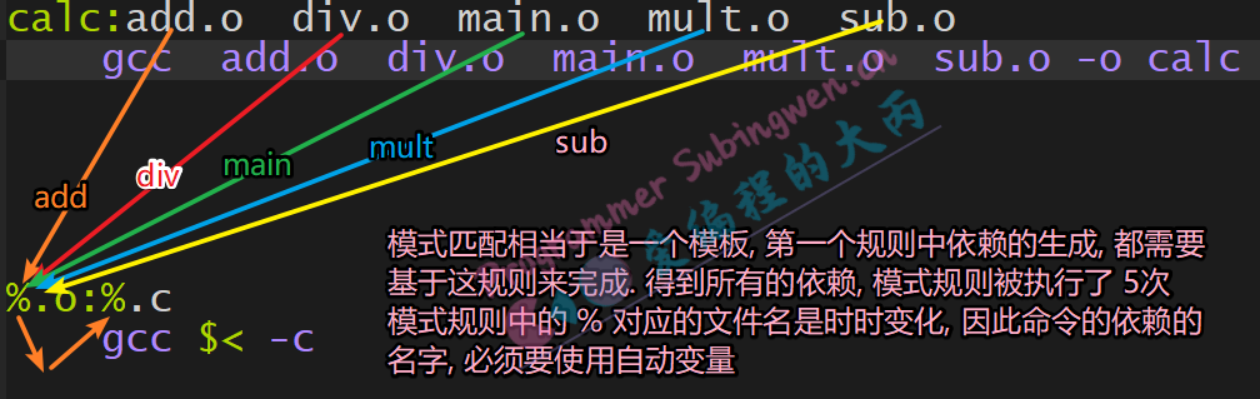 calc:add.o div.o main.o mult.o sub.o
gcc add.o div.o main.o mult.o sub.o -o calc
add
div
main
mult
sub
Programmer Subingwen.cn
爱编程的大丙
模式匹配相当于是一个模板, 第一个规则中依赖的生成, 都需要
基于这规则来完成. 得到所有的依赖, 模式规则被执行了 5次
模式规则中的 % 对应的文件名是时时变化, 因此命令的依赖的
名字, 必须要使用自动变量
%.o:%.c
gcc $< -c